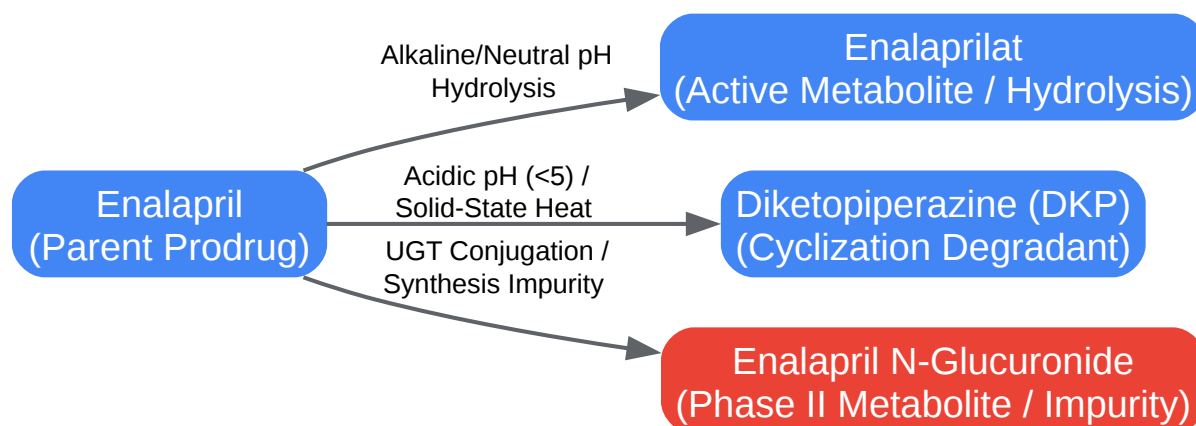 Enalapril
(Parent Prodrug)
Alkaline/Neutral pH
Hydrolysis
Enalaprilat
(Active Metabolite / Hydrolysis)
Acidic pH (<5) /
Solid-State Heat
Diketopiperazine (DKP)
(Cyclization Degradant)
UGT Conjugation /
Synthesis Impurity
Enalapril N-Glucuronide
(Phase II Metabolite / Impurity)